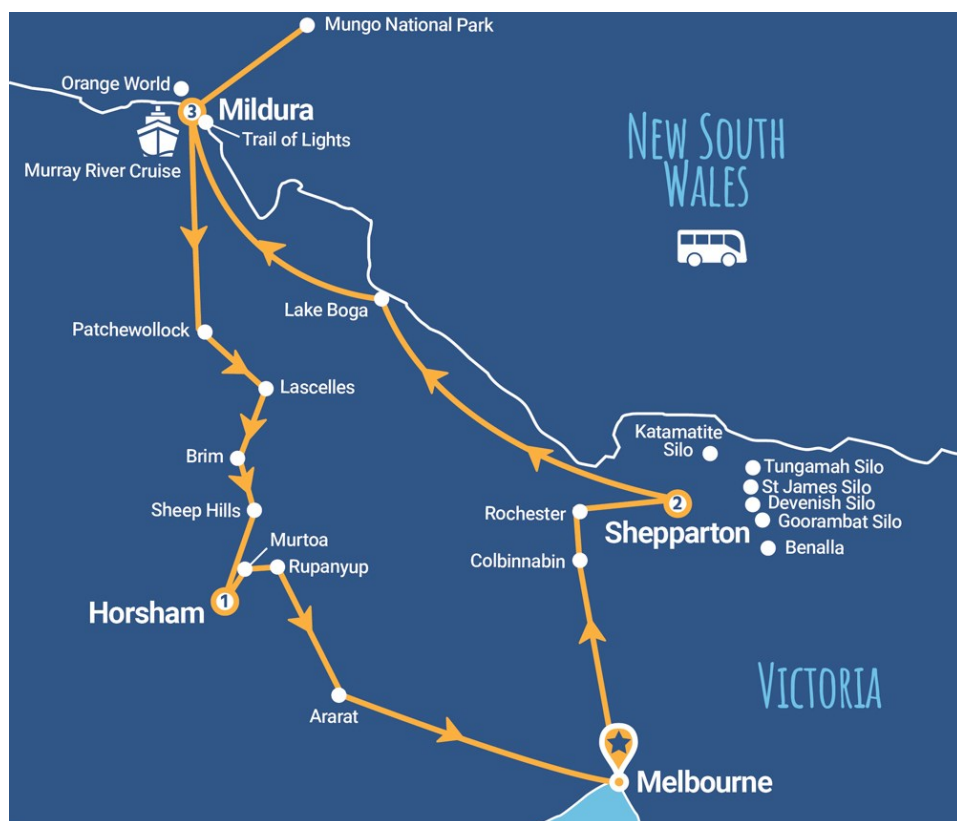 Mungo National Park
Orange World
3
Mildura
Trail of Lights
Murray River Cruise
NEW SOUTH
WALES
Lake Boga
Patchewollock
Lascelles
Katamatite
Silo
Brim
Tungamah Silo
St James Silo
Devenish Silo
Goorambat Silo
Benalla
Sheep Hills
Rochester
2
Shepparton
Colbinnabin
Murtoa
Rupanyup
1
Horsham
VICTORIA
Ararat
Melbourne